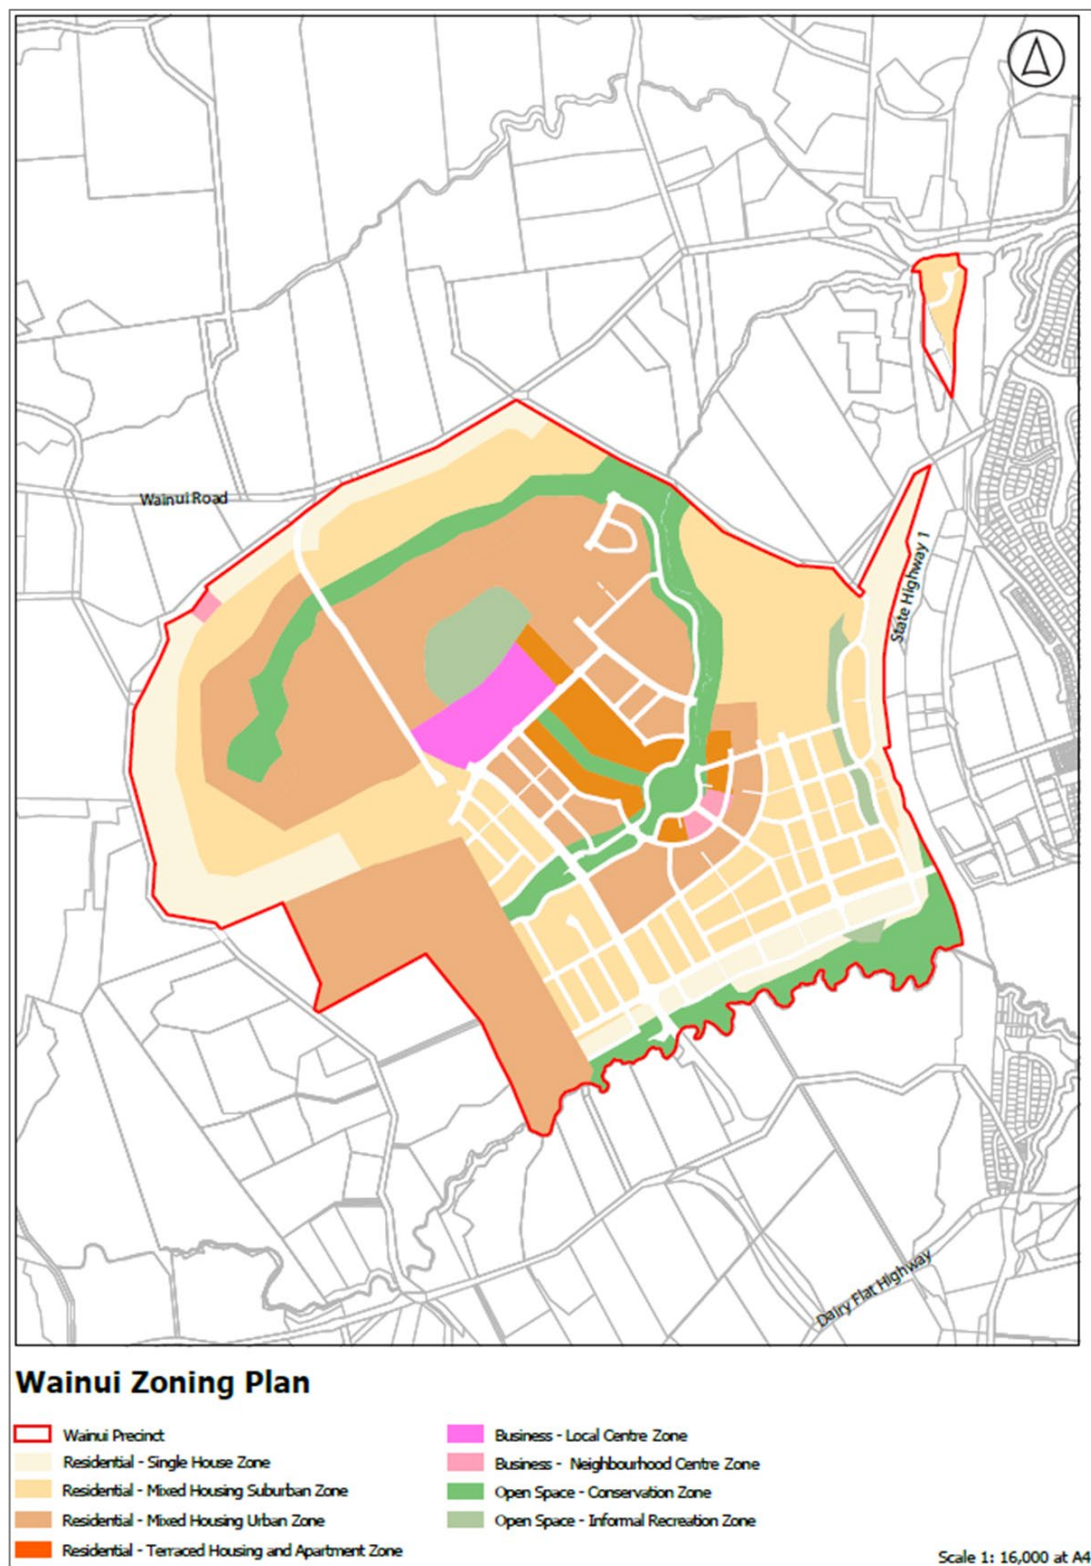 Wainui Road
State Highway 1
Dairy Flat Highway
Wainui Zoning Plan
Wainui Precinct
Residential - Single House Zone
Residential - Mixed Housing Suburban Zone
Residential - Mixed Housing Urban Zone
Residential - Terraced Housing and Apartment Zone
Business - Local Centre Zone
Business - Neighbourhood Centre Zone
Open Space - Conservation Zone
Open Space - Informal Recreation Zone
Scale 1: 16,000 at A4